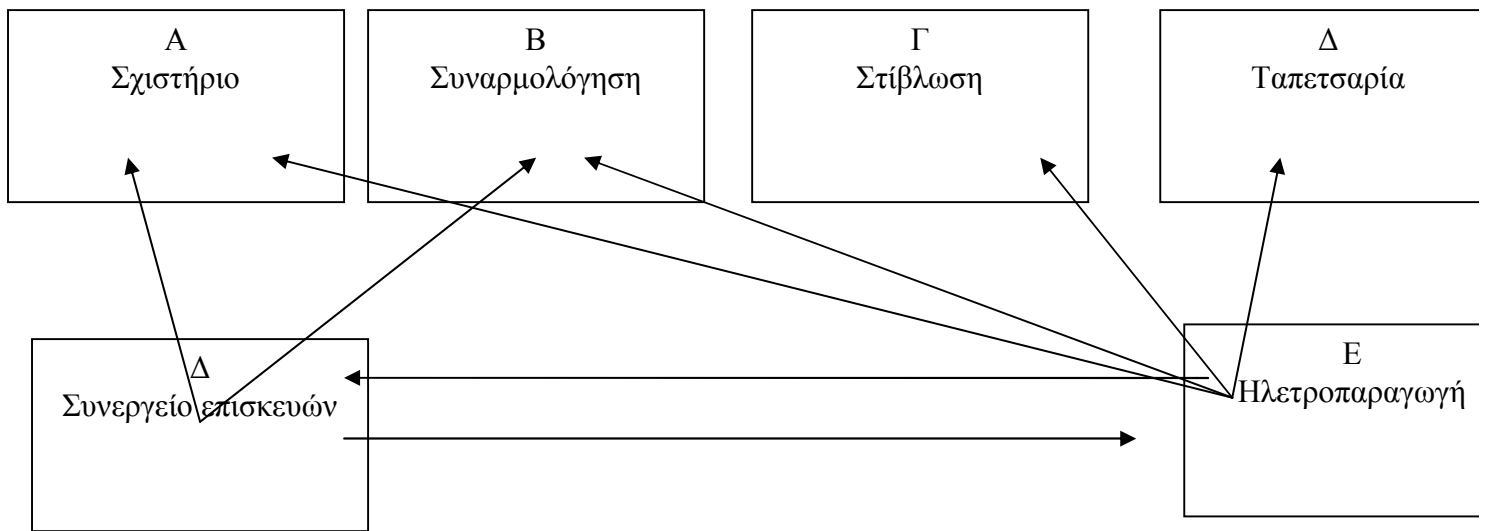 Α
Σχιστήριο
Β
Συναρμολόγηση
Γ
Στίβλωση
Δ
Ταπετσαρία
Δ
Συνεργείο επισκευών
Ε
Ηλετροπαραγωγή